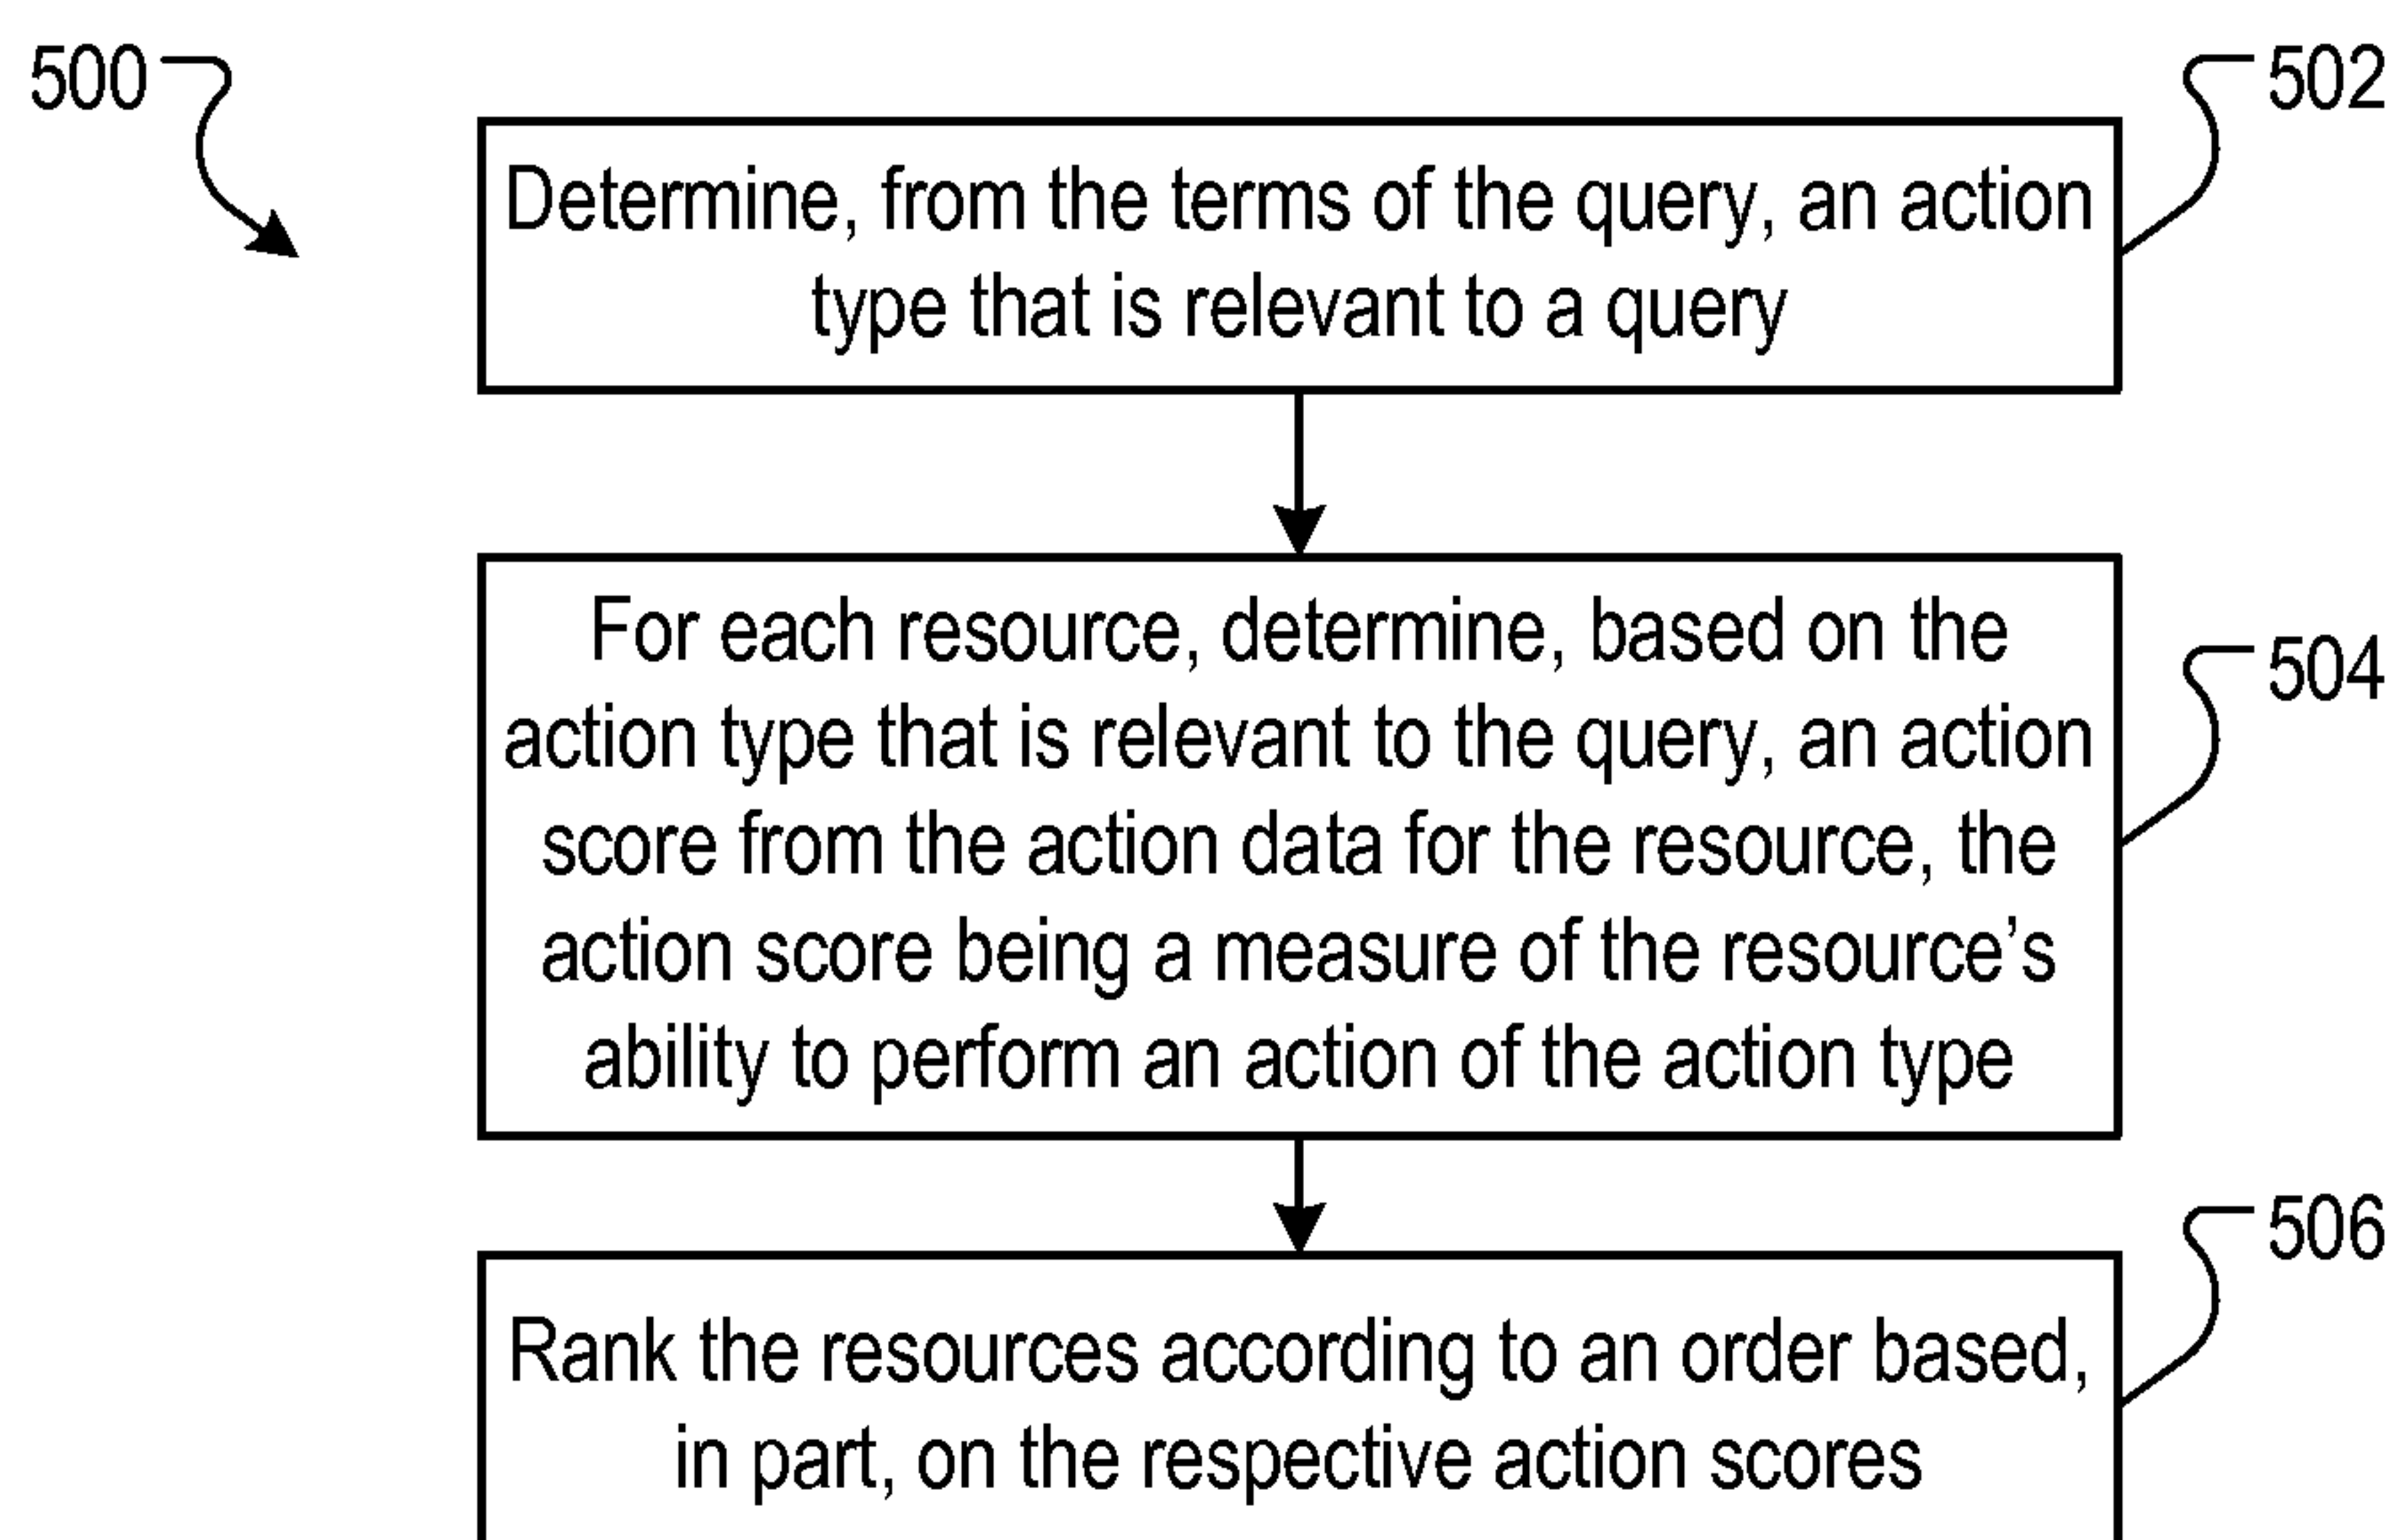 500
502
Determine, from the terms of the query, an action
type that is relevant to a query
For each resource, determine, based on the
504
action type that is relevant to the query, an action
score from the action data for the resource, the
action score being a measure of the resource’s
ability to perform an action of the action type
506
Rank the resources according to an order based,
in part, on the respective action scores